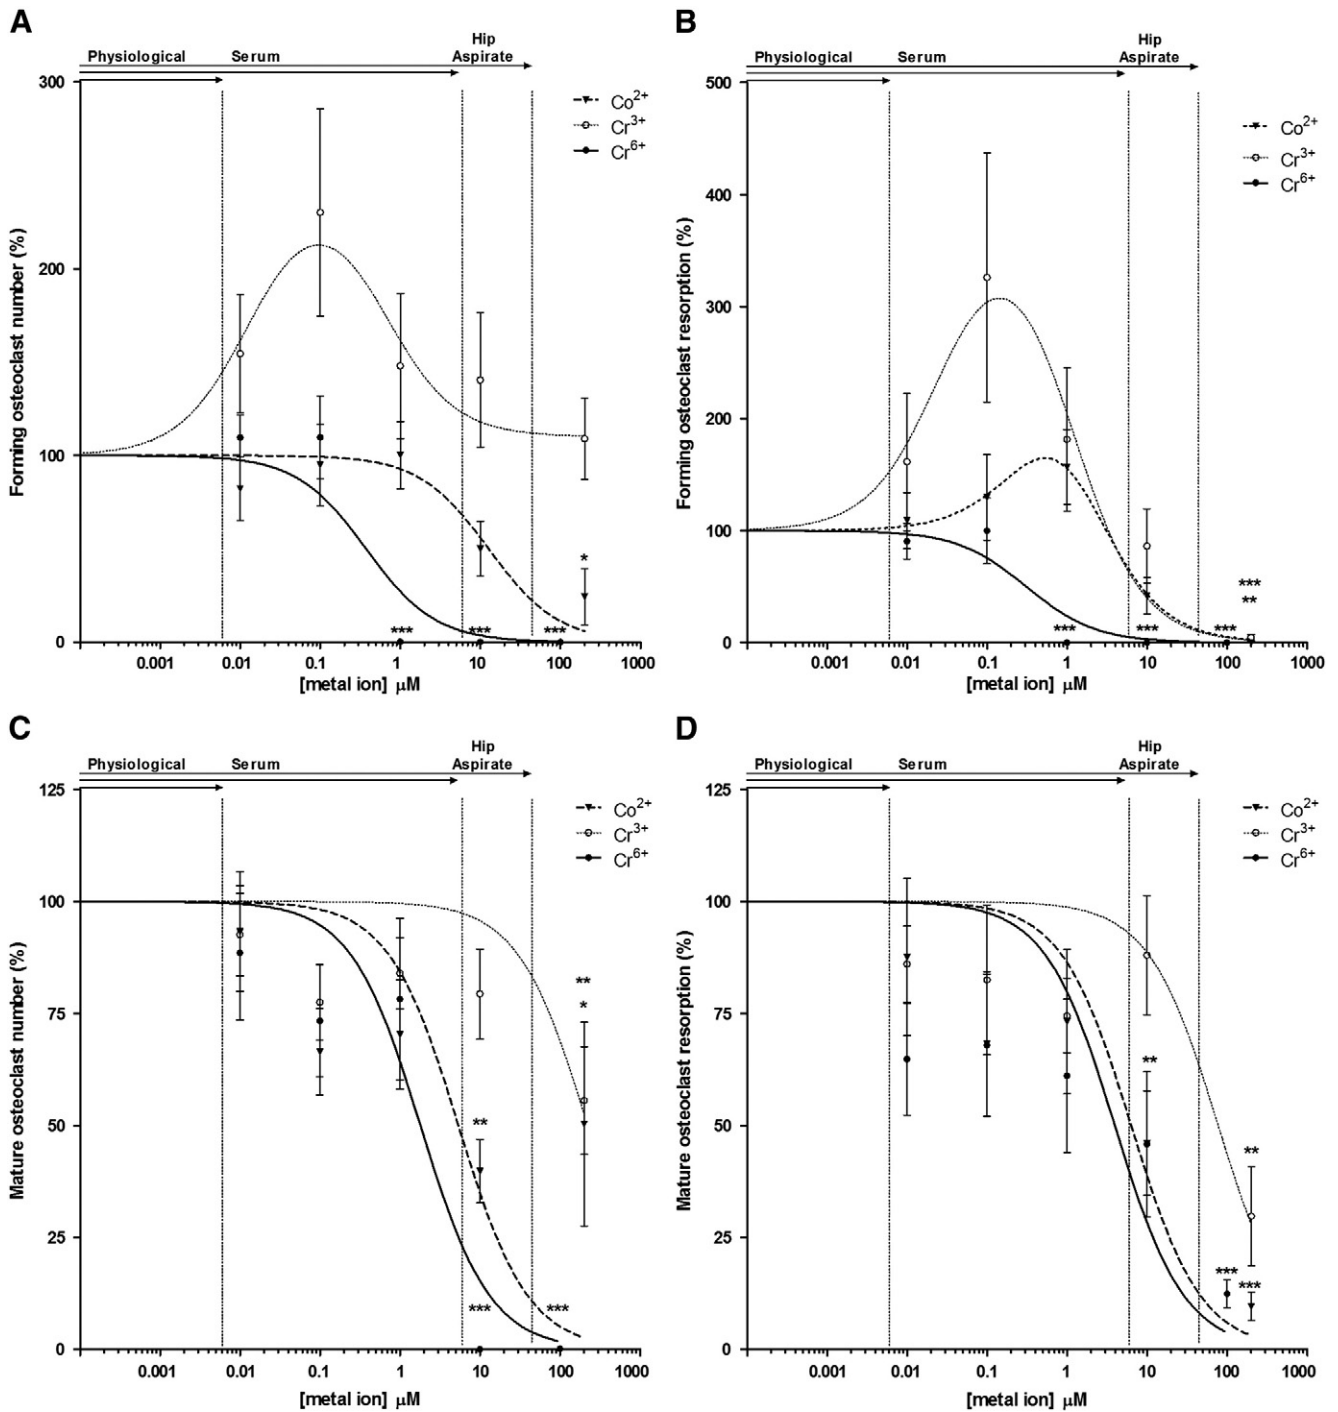 A
Hip
Physiological Serum Aspirate
300
200
100
0
Forming osteoclast number (%)
Co2+
Cr3+
Cr6+
*
*** *** ***
0.001 0.01 0.1 1 10 100 1000
[metal ion] μM
B
Hip
Physiological Serum Aspirate
500
400
300
200
100
0
Forming osteoclast resorption (%)
Co2+
Cr3+
Cr6+
***
**
*** *** ***
0.001 0.01 0.1 1 10 100 1000
[metal ion] μM
C
Hip
Physiological Serum Aspirate
125
100
75
50
25
0
Mature osteoclast number (%)
Co2+
Cr3+
Cr6+
**
*
**
*** ***
0.001 0.01 0.1 1 10 100 1000
[metal ion] μM
D
Hip
Physiological Serum Aspirate
125
100
75
50
25
0
Mature osteoclast resorption (%)
Co2+
Cr3+
Cr6+
**
**
***
***
0.001 0.01 0.1 1 10 100 1000
[metal ion] μM